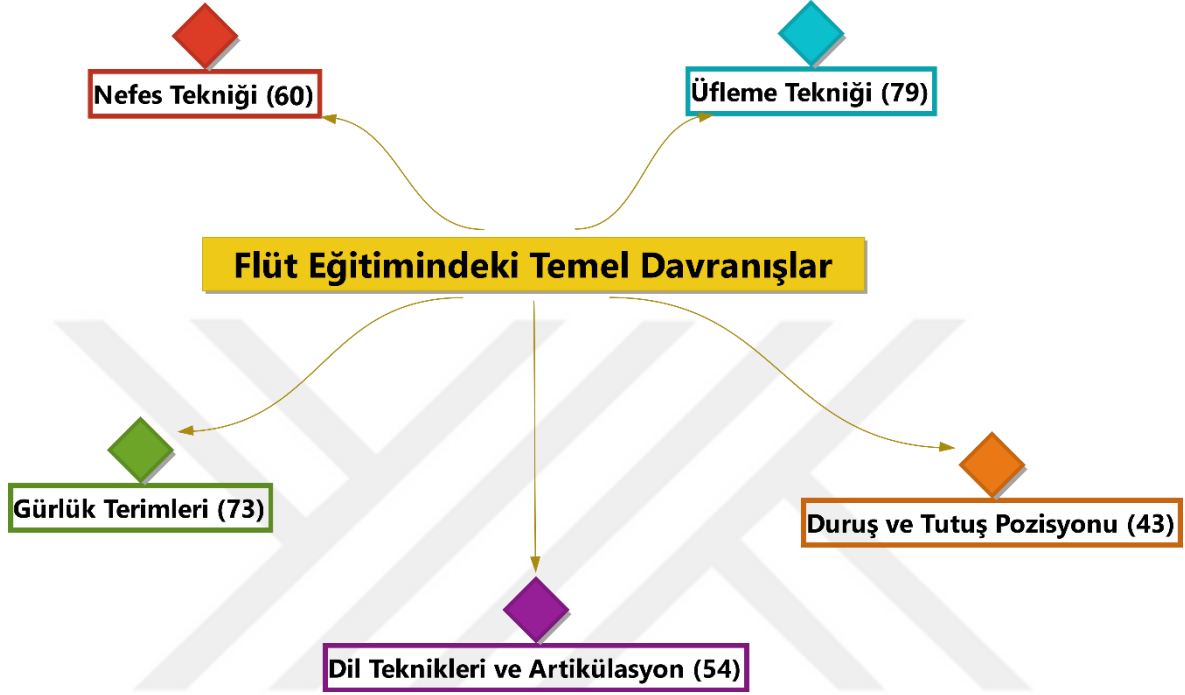 Nefes Tekniği (60)
Üfleme Tekniği (79)
Flüt Eğitimindeki Temel Davranışlar
Gürlük Terimleri (73)
Duruş ve Tutuş Pozisyonu (43)
Dil Teknikleri ve Artikülasyon (54)